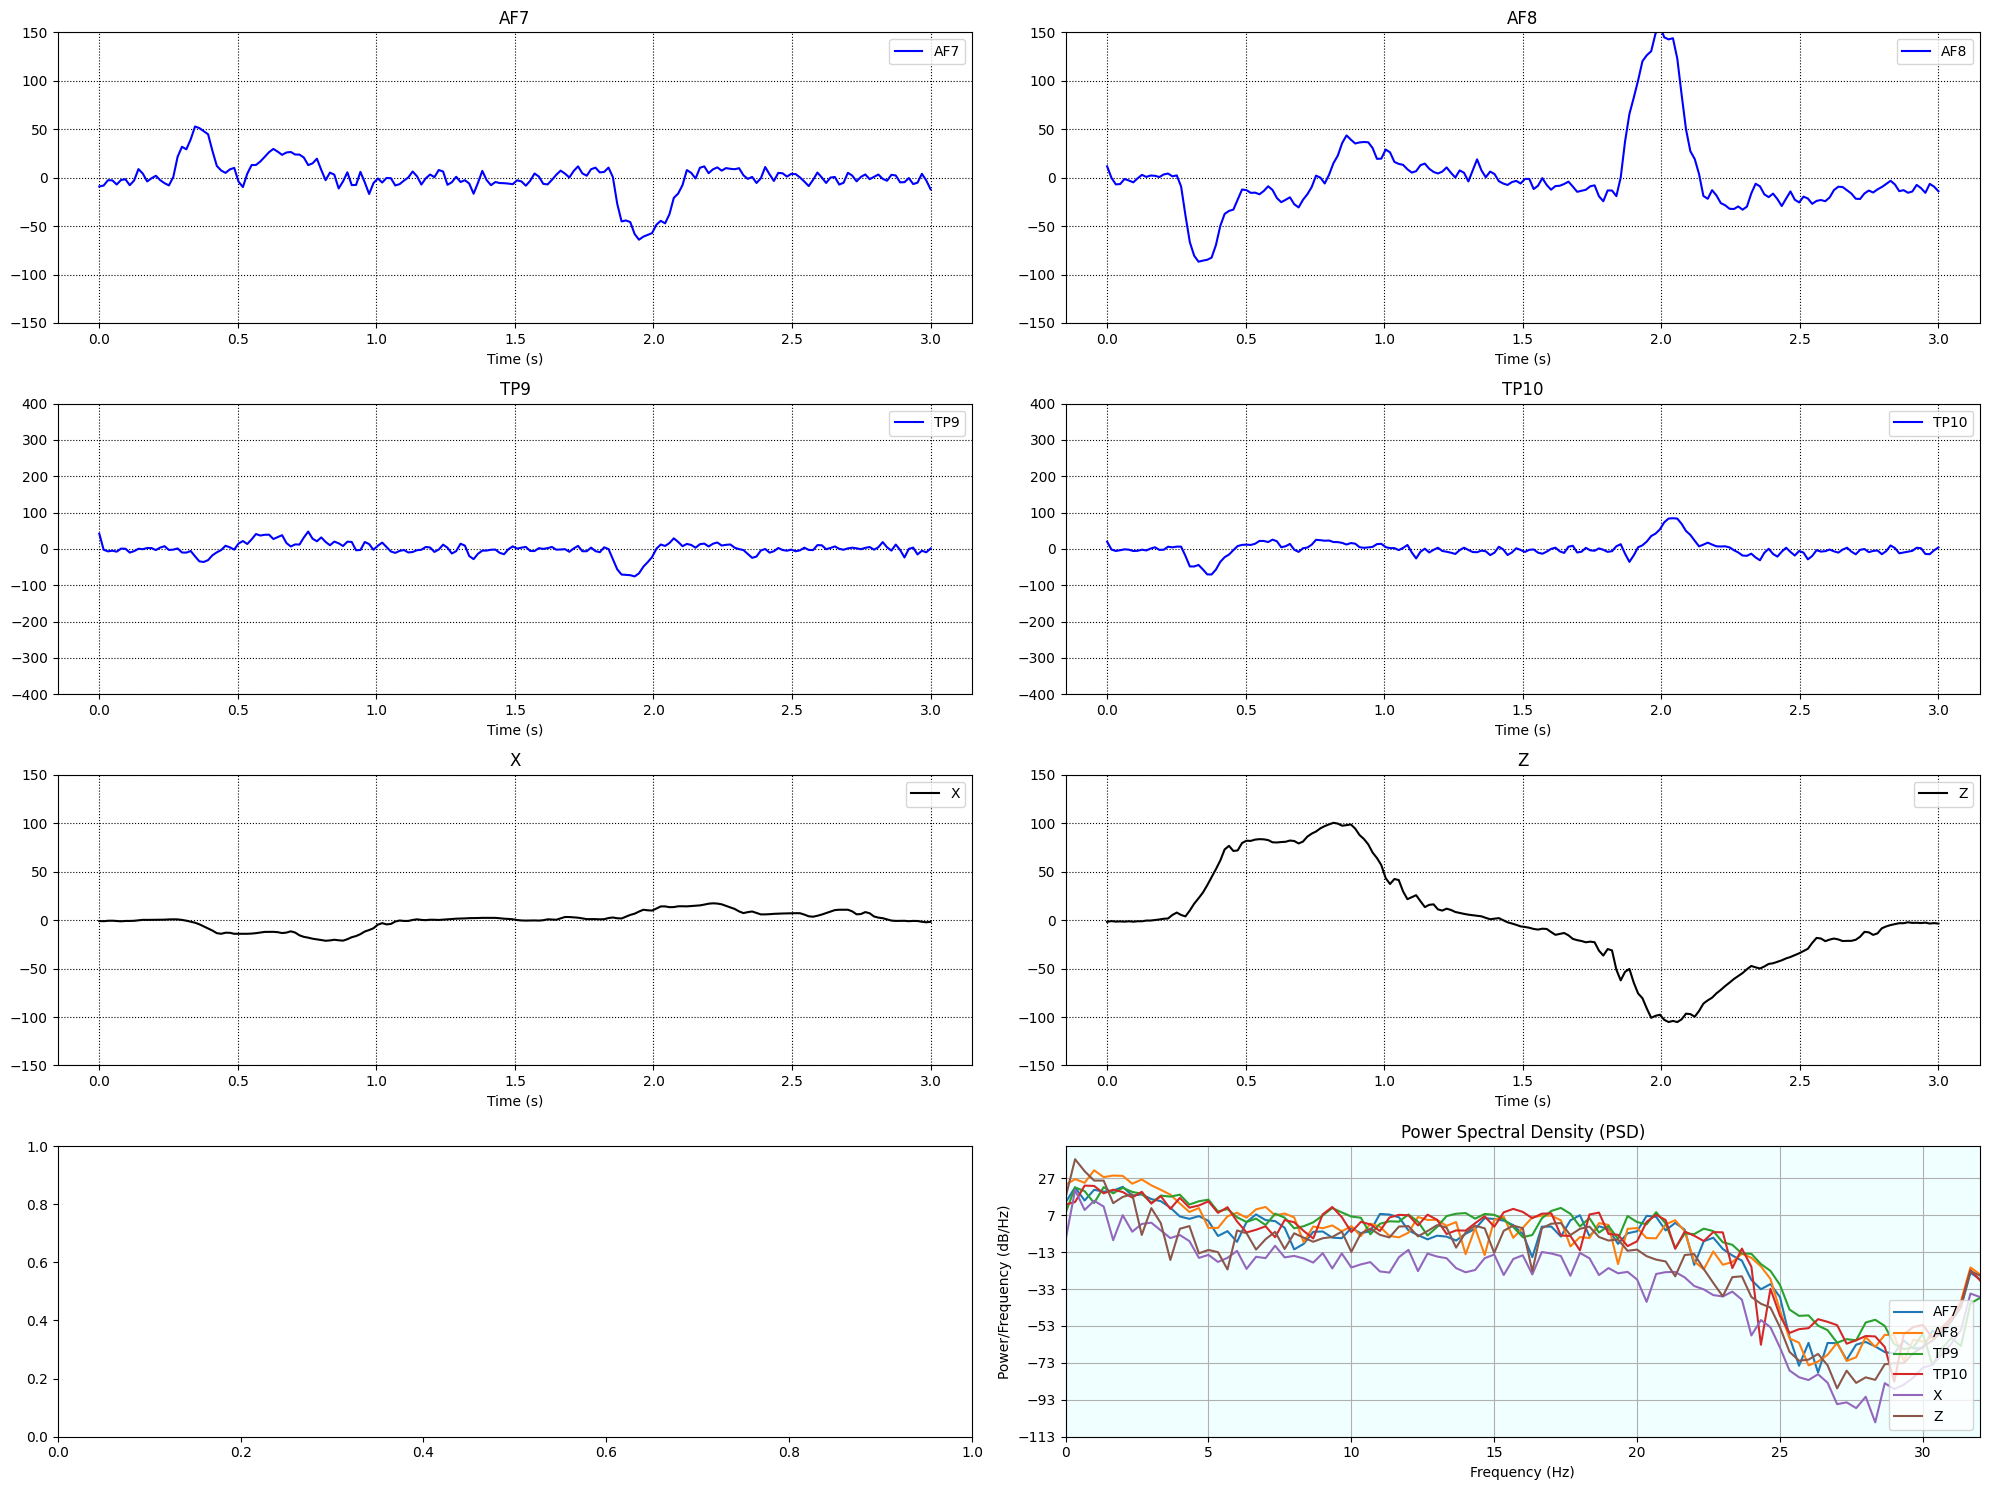 AF7
150
100
50
0
−50
−100
−150
0.0 0.5 1.0 1.5 2.0 2.5 3.0
Time (s)
AF7
AF8
150
100
50
0
−50
−100
−150
0.0 0.5 1.0 1.5 2.0 2.5 3.0
Time (s)
AF8
TP9
400
300
200
100
0
−100
−200
−300
−400
0.0 0.5 1.0 1.5 2.0 2.5 3.0
Time (s)
TP9
TP10
400
300
200
100
0
−100
−200
−300
−400
0.0 0.5 1.0 1.5 2.0 2.5 3.0
Time (s)
TP10
X
150
100
50
0
−50
−100
−150
0.0 0.5 1.0 1.5 2.0 2.5 3.0
Time (s)
X
Z
150
100
50
0
−50
−100
−150
0.0 0.5 1.0 1.5 2.0 2.5 3.0
Time (s)
Z
1.0
0.8
0.6
0.4
0.2
0.0
0.0 0.2 0.4 0.6 0.8 1.0
Power Spectral Density (PSD)
Power/Frequency (dB/Hz)
27
7
−13
−33
−53
−73
−93
−113
0 5 10 15 20 25 30
Frequency (Hz)
AF7
AF8
TP9
TP10
X
Z